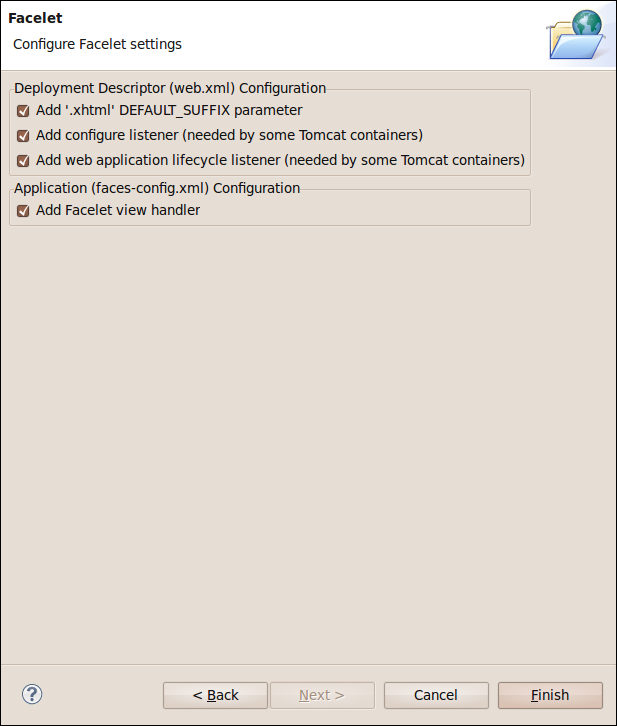 Facelet
Configure Facelet settings
Deployment Descriptor (web.xml) Configuration
Add '.xhtml' DEFAULT_SUFFIX parameter
Add configure listener (needed by some Tomcat containers)
Add web application lifecycle listener (needed by some Tomcat containers)
Application (faces-config.xml) Configuration
Add Facelet view handler
? < Back Next > Cancel Finish